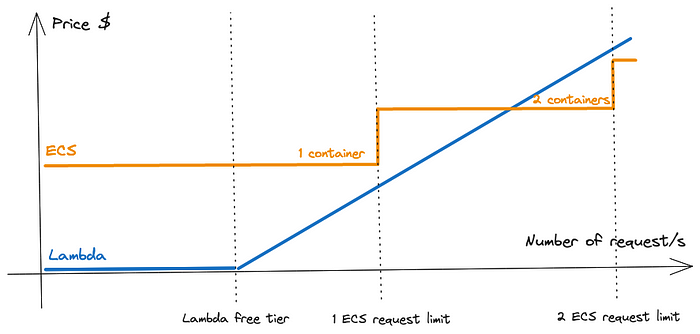 Price $
2 containers
ECS
1 container
Number of request/s
Lambda
Lambda free tier
1 ECS request limit
2 ECS request limit